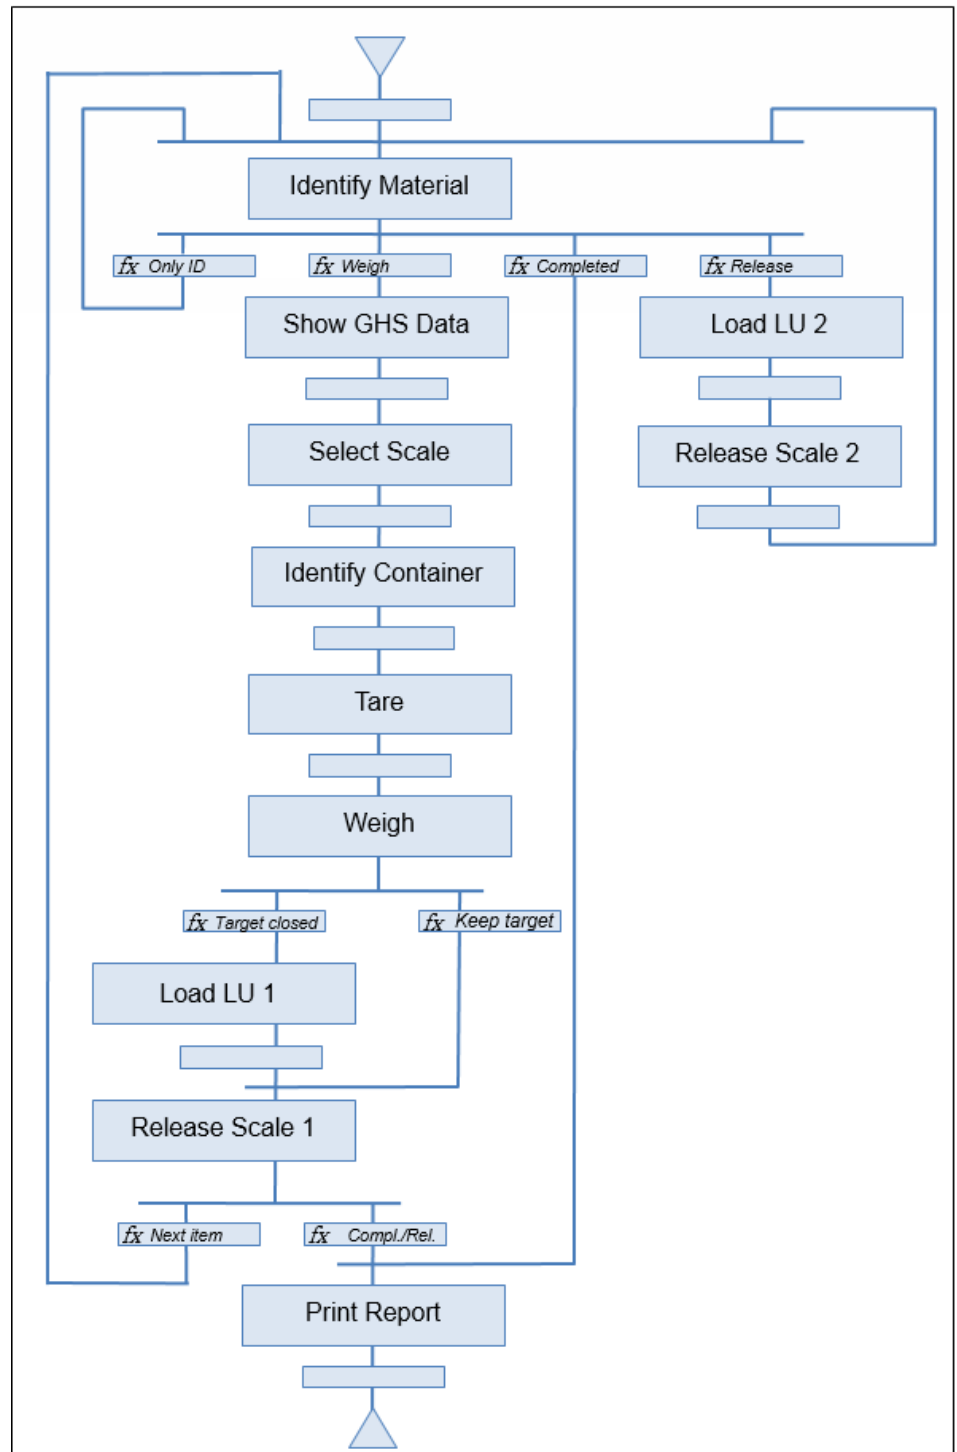 Identify Material
fx Only ID
fx Weigh
fx Completed
fx Release
Show GHS Data
Load LU 2
Select Scale
Release Scale 2
Identify Container
Tare
Weigh
fx Target closed
fx Keep target
Load LU 1
Release Scale 1
fx Next item
fx Compl./Rel.
Print Report